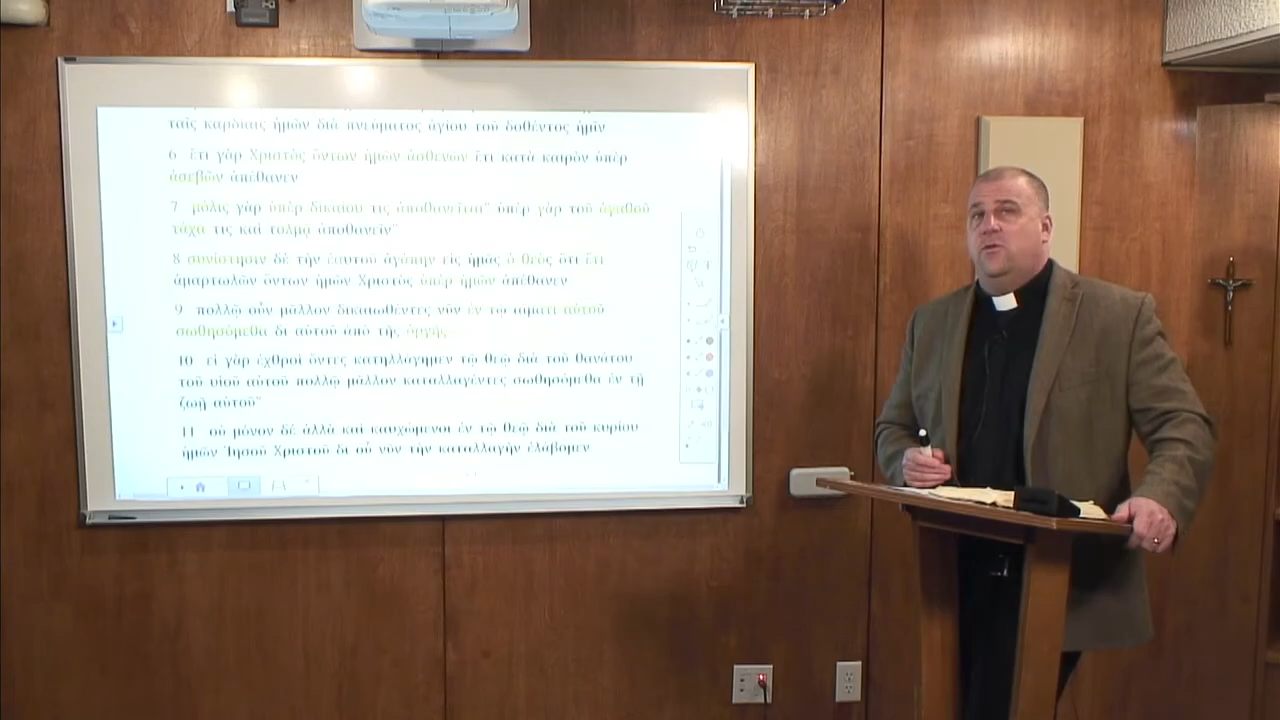 ταῖς καρδίαις ἡμῶν διὰ πνεύματος ἁγίου τοῦ δοθέντος ἡμῖν
6 ἔτι γὰρ Χριστὸς ὄντων ἡμῶν ἀσθενῶν ἔτι κατὰ καιρὸν ὑπὲρ
ἀσεβῶν ἀπέθανεν
7 μόλις γὰρ ὑπὲρ δικαίου τις ἀποθανεῖται· ὑπὲρ γὰρ τοῦ ἀγαθοῦ
τάχα τις καὶ τολμᾷ ἀποθανεῖν·
8 συνίστησιν δὲ τὴν ἑαυτοῦ ἀγάπην εἰς ἡμᾶς ὁ θεὸς ὅτι ἔτι
ἁμαρτωλῶν ὄντων ἡμῶν Χριστὸς ὑπὲρ ἡμῶν ἀπέθανεν
9 πολλῷ οὖν μᾶλλον δικαιωθέντες νῦν ἐν τῷ αἵματι αὐτοῦ
σωθησόμεθα δι αὐτοῦ ἀπὸ τῆς ὀργῆς
10 εἰ γὰρ ἐχθροὶ ὄντες κατηλλάγημεν τῷ θεῷ διὰ τοῦ θανάτου
τοῦ υἱοῦ αὐτοῦ πολλῷ μᾶλλον καταλλαγέντες σωθησόμεθα ἐν τῇ
ζωῇ αὐτοῦ·
11 οὐ μόνον δέ ἀλλὰ καὶ καυχώμενοι ἐν τῷ θεῷ διὰ τοῦ κυρίου
ἡμῶν Ἰησοῦ Χριστοῦ δι οὗ νῦν τὴν καταλλαγὴν ἐλάβομεν